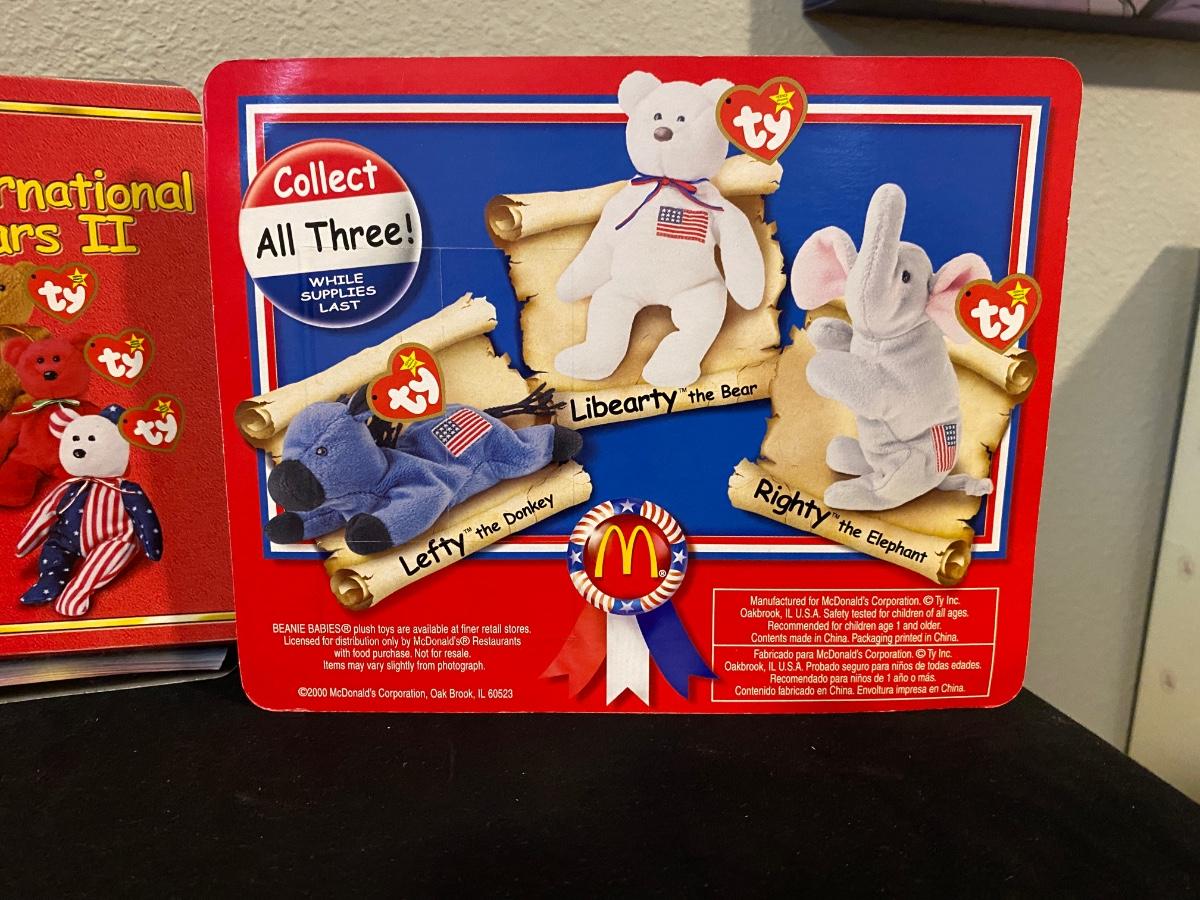 rnational
ars II
ty
ty
ty
Collect
All Three!
WHILE
SUPPLIES
LAST
ty
ty
ty
Libearty™ the Bear
Lefty™ the Donkey
Righty™ the Elephant
M®
BEANIE BABIES® plush toys are available at finer retail stores.
Licensed for distribution only by McDonald's® Restaurants
with food purchase. Not for resale.
Items may vary slightly from photograph.
©2000 McDonald's Corporation, Oak Brook, IL 60523
Manufactured for McDonald's Corporation. © Ty Inc.
Oakbrook, IL U.S.A. Safety tested for children of all ages.
Recommended for children age 1 and older.
Contents made in China. Packaging printed in China.
Fabricado para McDonald's Corporation. © Ty Inc.
Oakbrook, IL U.S.A. Probado seguro para niños de todas edades.
Recomendado para niños de 1 año o más.
Contenido fabricado en China. Envoltura impresa en China.